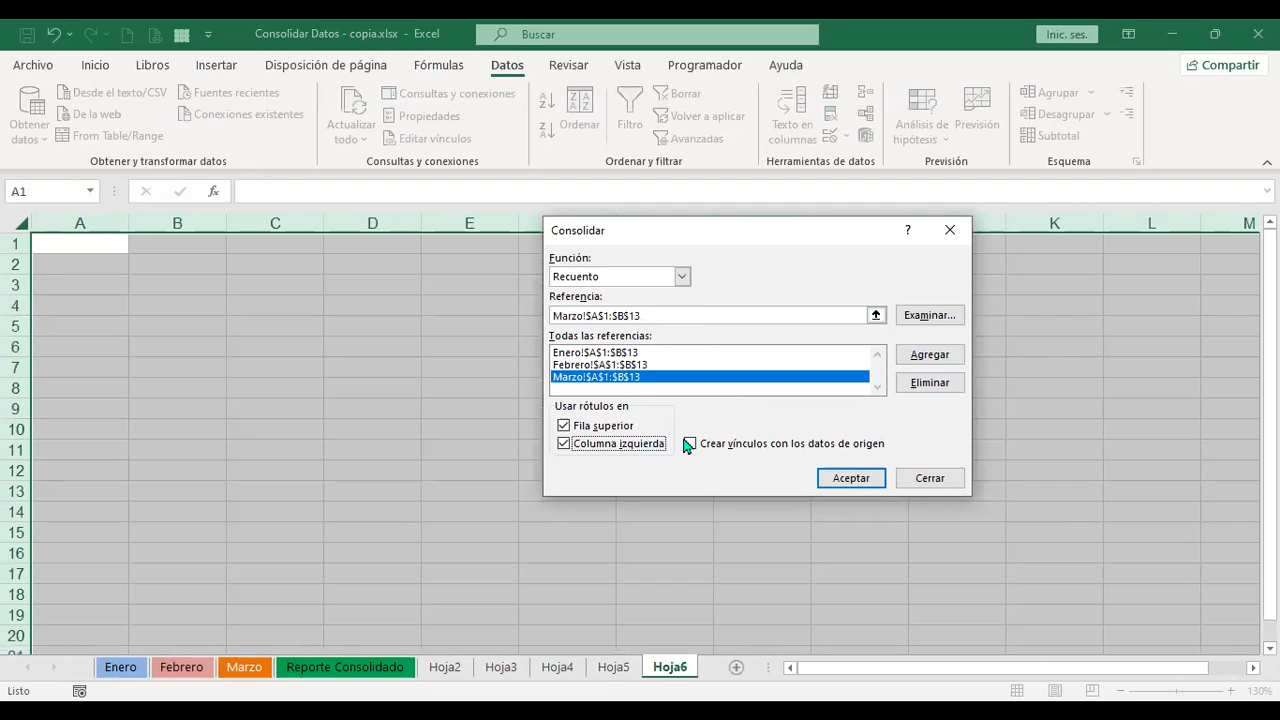 Consolidar Datos - copia.xlsx - Excel
Buscar
Inic. ses.
Archivo Inicio Libros Insertar Disposición de página Fórmulas Datos Revisar Vista Programador Ayuda
Compartir
Obtener datos
Desde el texto/CSV
De la web
From Table/Range
Fuentes recientes
Conexiones existentes
Obtener y transformar datos
Actualizar todo
Consultas y conexiones
Propiedades
Editar vínculos
Consultas y conexiones
Ordenar
Filtro
Borrar
Volver a aplicar
Avanzadas
Ordenar y filtrar
Texto en columnas
Herramientas de datos
Análisis de hipótesis
Previsión
Previsión
Agrupar
Desagrupar
Subtotal
Esquema
A1
fx
A B C D E K L M
1
2
3
4
5
6
7
8
9
10
11
12
13
14
15
16
17
18
19
20
21
Consolidar
?
Función:
Recuento
Referencia:
Marzo!$A$1:$B$13
Examinar...
Todas las referencias:
Enero!$A$1:$B$13
Febrero!$A$1:$B$13
Marzo!$A$1:$B$13
Agregar
Eliminar
Usar rótulos en
Fila superior
Columna izquierda
Crear vínculos con los datos de origen
Aceptar
Cerrar
Enero Febrero Marzo Reporte Consolidado Hoja2 Hoja3 Hoja4 Hoja5 Hoja6
Listo
130%